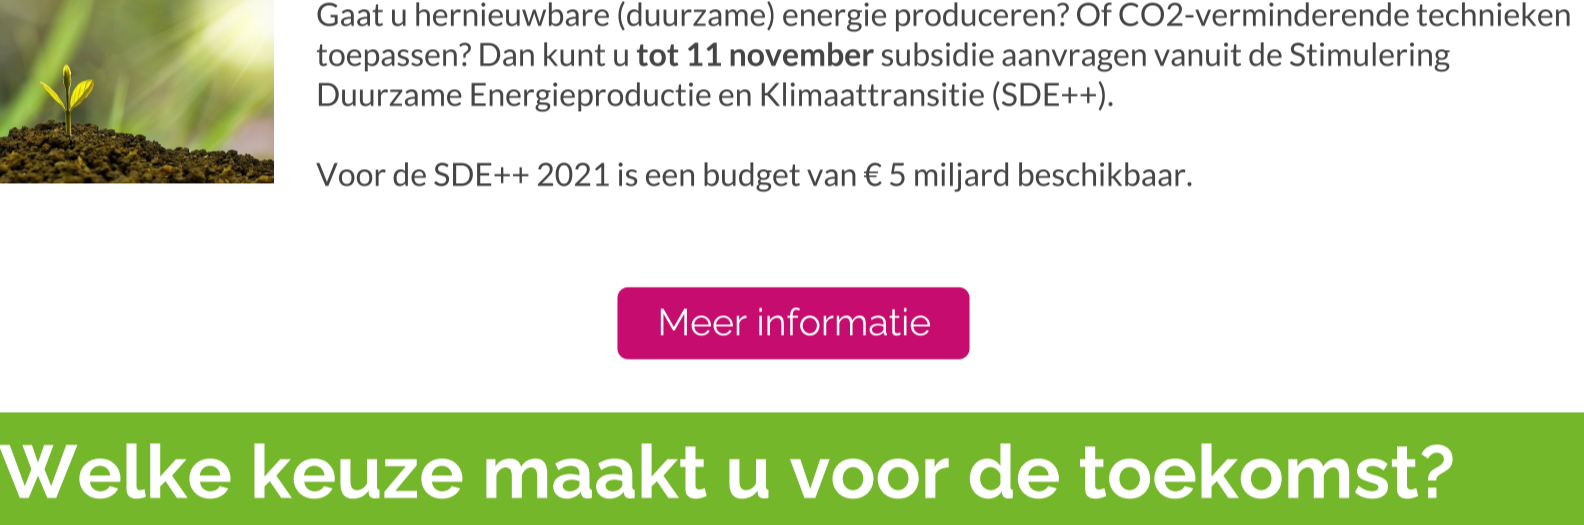 Gaat u hernieuwbare (duurzame) energie produceren? Of CO2-verminderende technieken
toepassen? Dan kunt u tot 11 november subsidie aanvragen vanuit de Stimulering
Duurzame Energieproductie en Klimaattransitie (SDE++).
Voor de SDE++ 2021 is een budget van € 5 miljard beschikbaar.
Meer informatie
Welke keuze maakt u voor de toekomst?